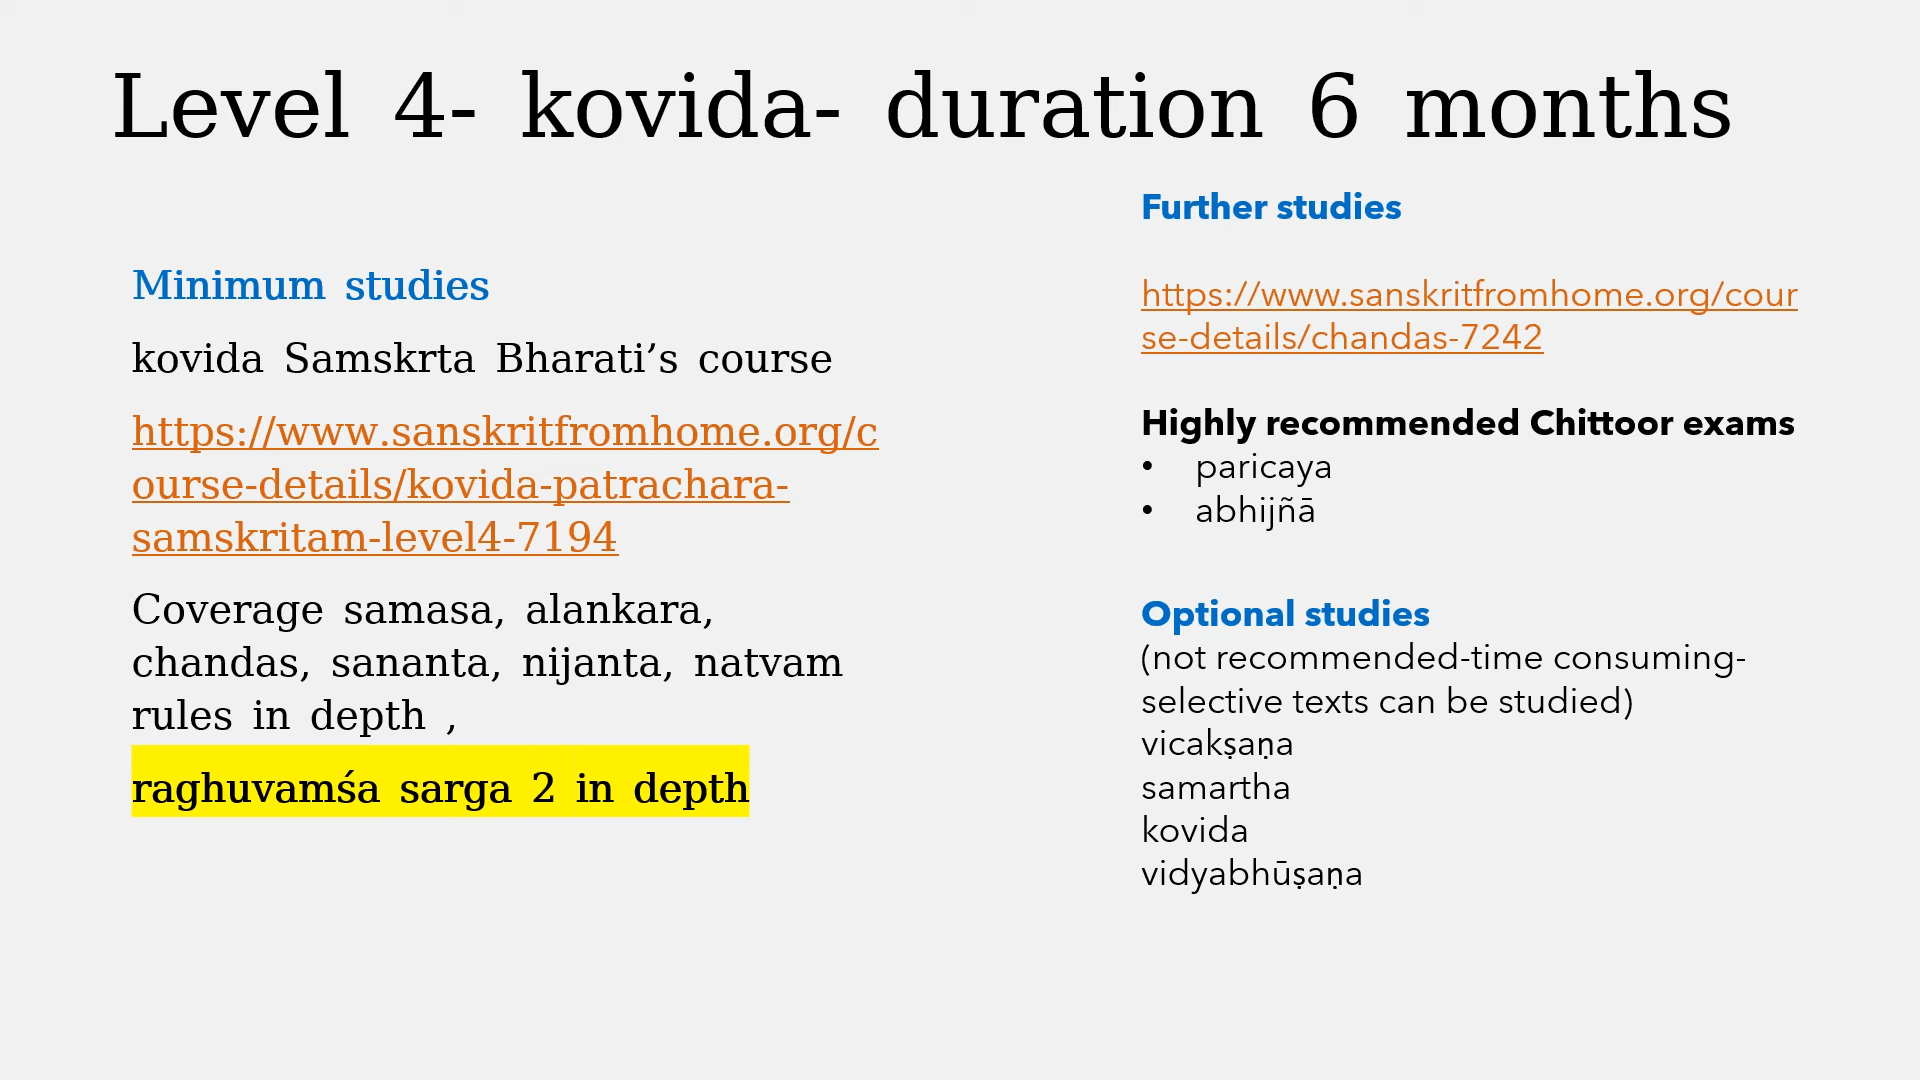 Level 4- kovida- duration 6 months
Minimum studies
kovida Samskrta Bharati’s course
https://www.sanskritfromhome.org/c
ourse-details/kovida-patrachara-
samskritam-level4-7194
Coverage samasa, alankara,
chandas, sananta, nijanta, natvam
rules in depth ,
raghuvamśa sarga 2 in depth
Further studies
https://www.sanskritfromhome.org/cour
se-details/chandas-7242
Highly recommended Chittoor exams
• paricaya
• abhijñā
Optional studies
(not recommended-time consuming-
selective texts can be studied)
vicakṣaṇa
samartha
kovida
vidyabhūṣaṇa